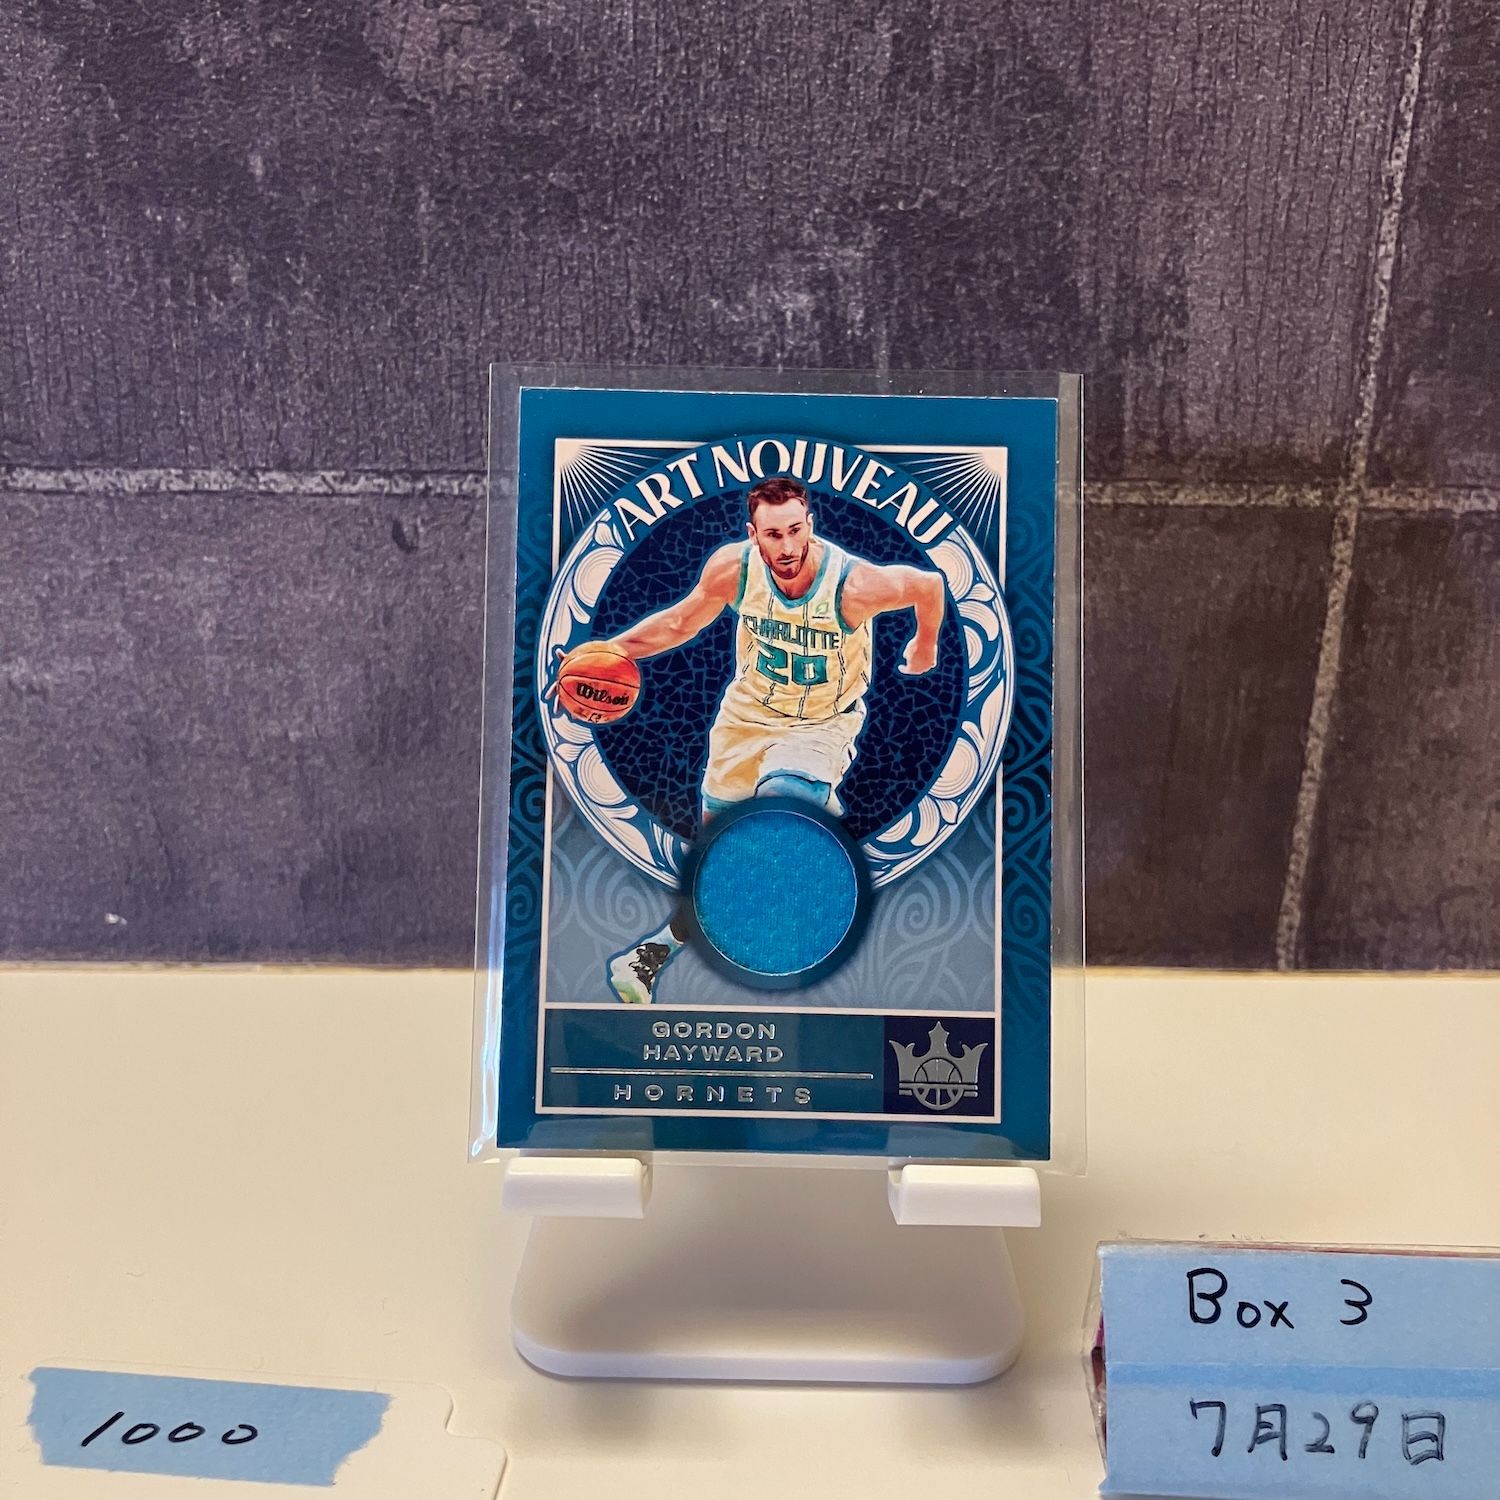 ART NOUVEAU
CHARLOTTE
20
Wilson
GORDON
HAYWARD
HORNETS
Box 3
7月29日
1000